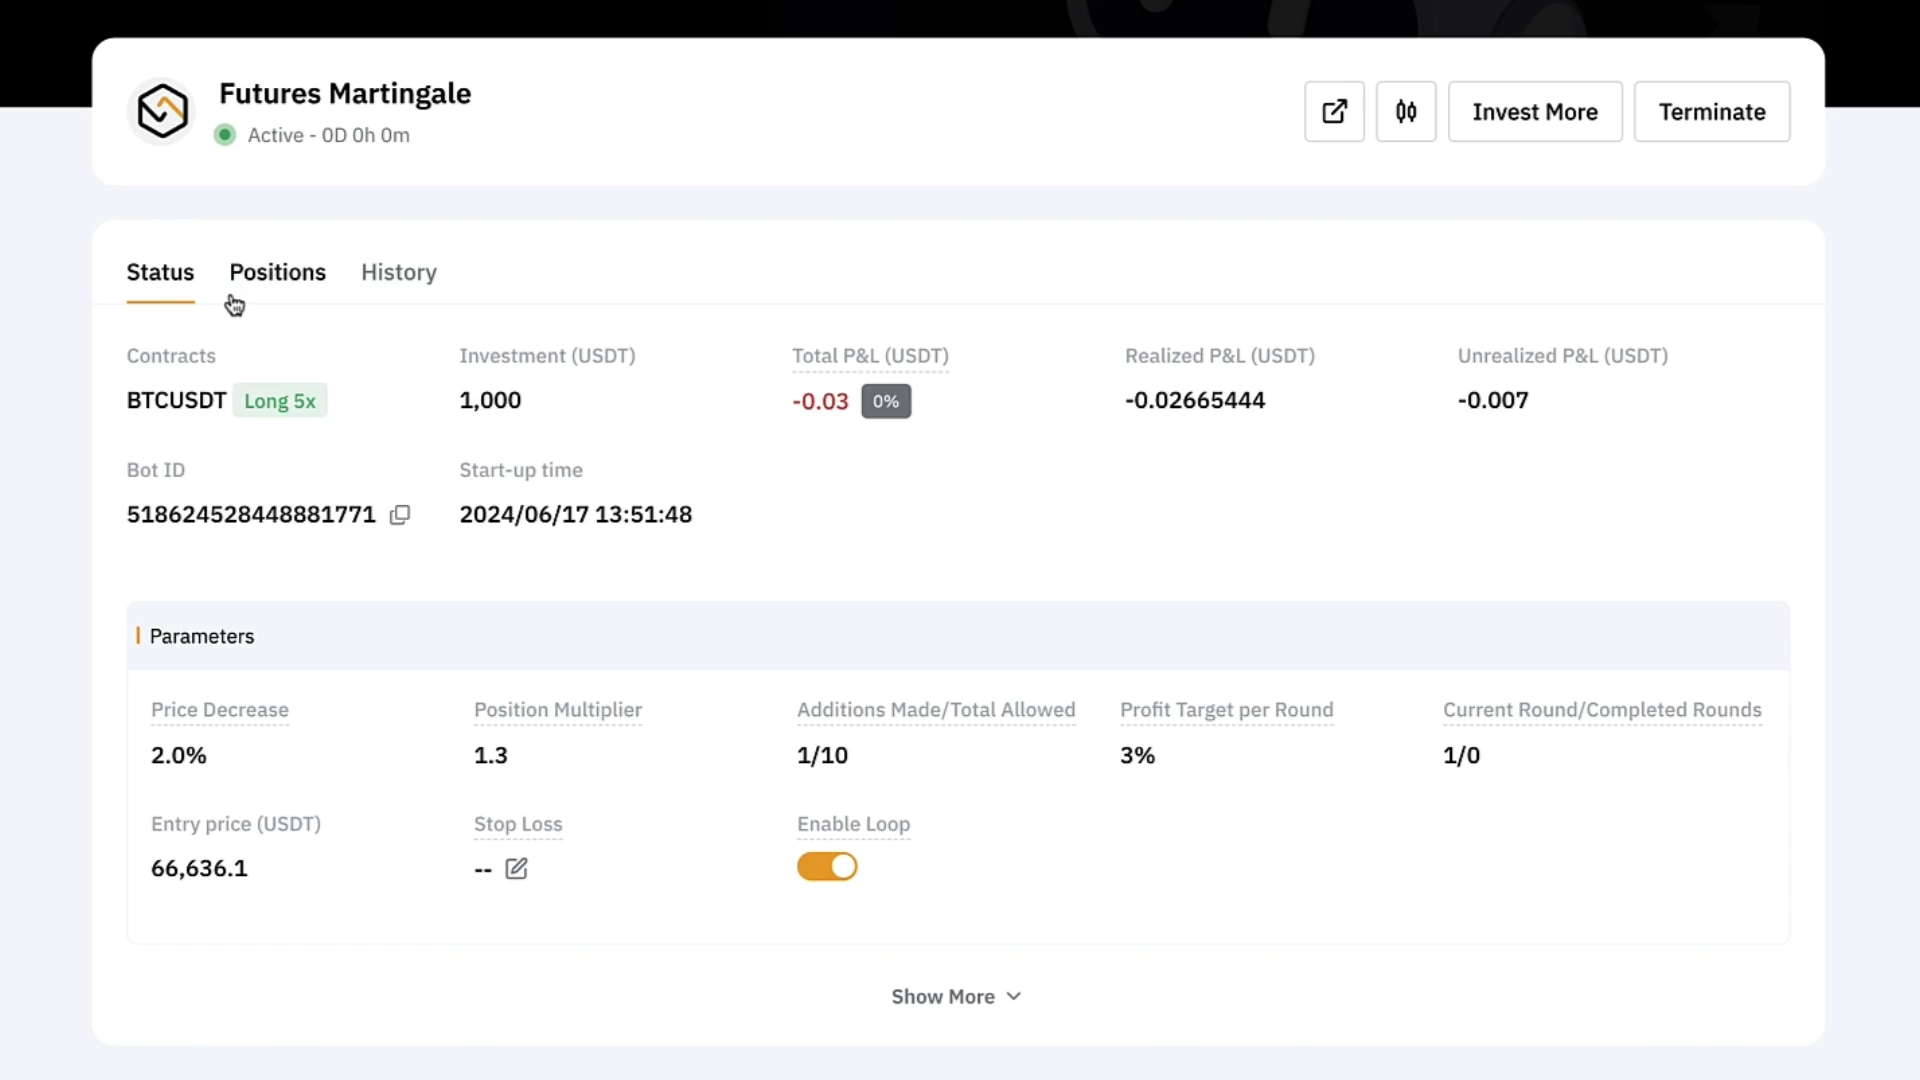 Futures Martingale
Active - 0D 0h 0m
Invest More
Terminate
Status
Positions
History
Contracts
Investment (USDT)
Total P&L (USDT)
Realized P&L (USDT)
Unrealized P&L (USDT)
BTCUSDT Long 5x
1,000
-0.03 0%
-0.02665444
-0.007
Bot ID
Start-up time
518624528448881771
2024/06/17 13:51:48
Parameters
Price Decrease
Position Multiplier
Additions Made/Total Allowed
Profit Target per Round
Current Round/Completed Rounds
2.0%
1.3
1/10
3%
1/0
Entry price (USDT)
Stop Loss
Enable Loop
66,636.1
--
Show More